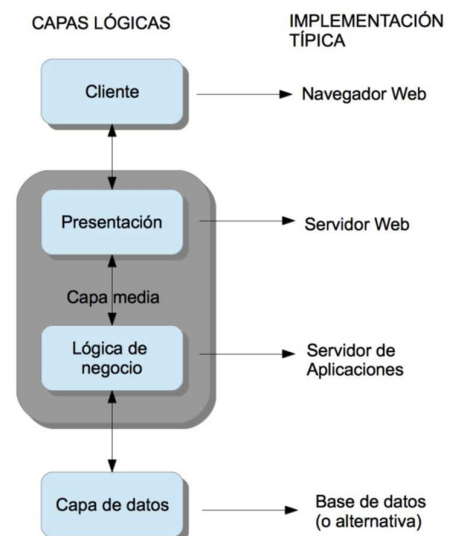 CAPAS LÓGICAS
IMPLEMENTACIÓN
TÍPICA
Cliente
Navegador Web
Presentación
Servidor Web
Capa media
Lógica de
negocio
Servidor de
Aplicaciones
Capa de datos
Base de datos
(o alternativa)